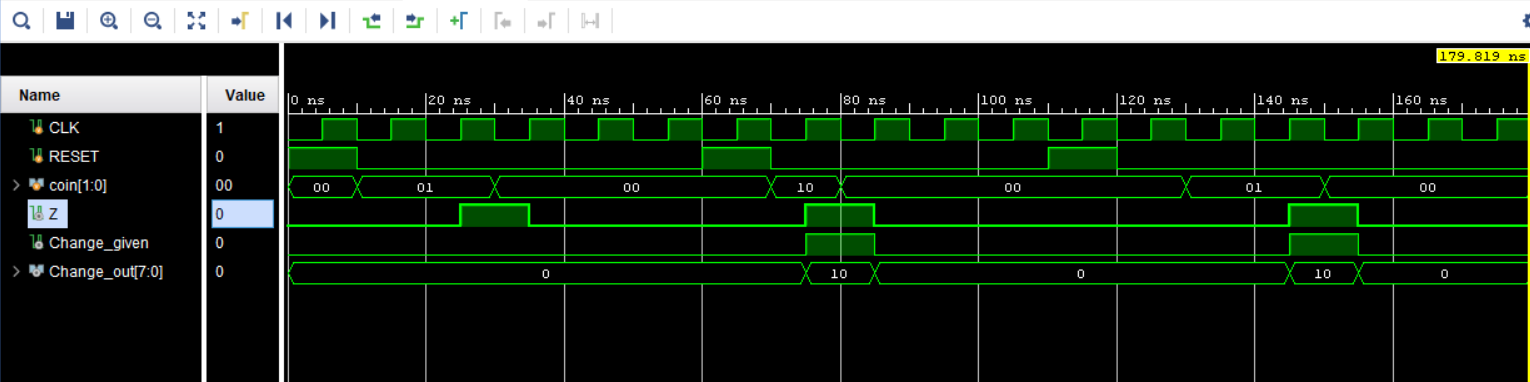 179.819 ns
Name Value
0 ns 20 ns 40 ns 60 ns 80 ns 100 ns 120 ns 140 ns 160 ns
CLK 1
RESET 0
coin[1:0] 00 00 01 00 10 00 01 00
Z 0
Change_given 0
Change_out[7:0] 0 0 10 0 10 0